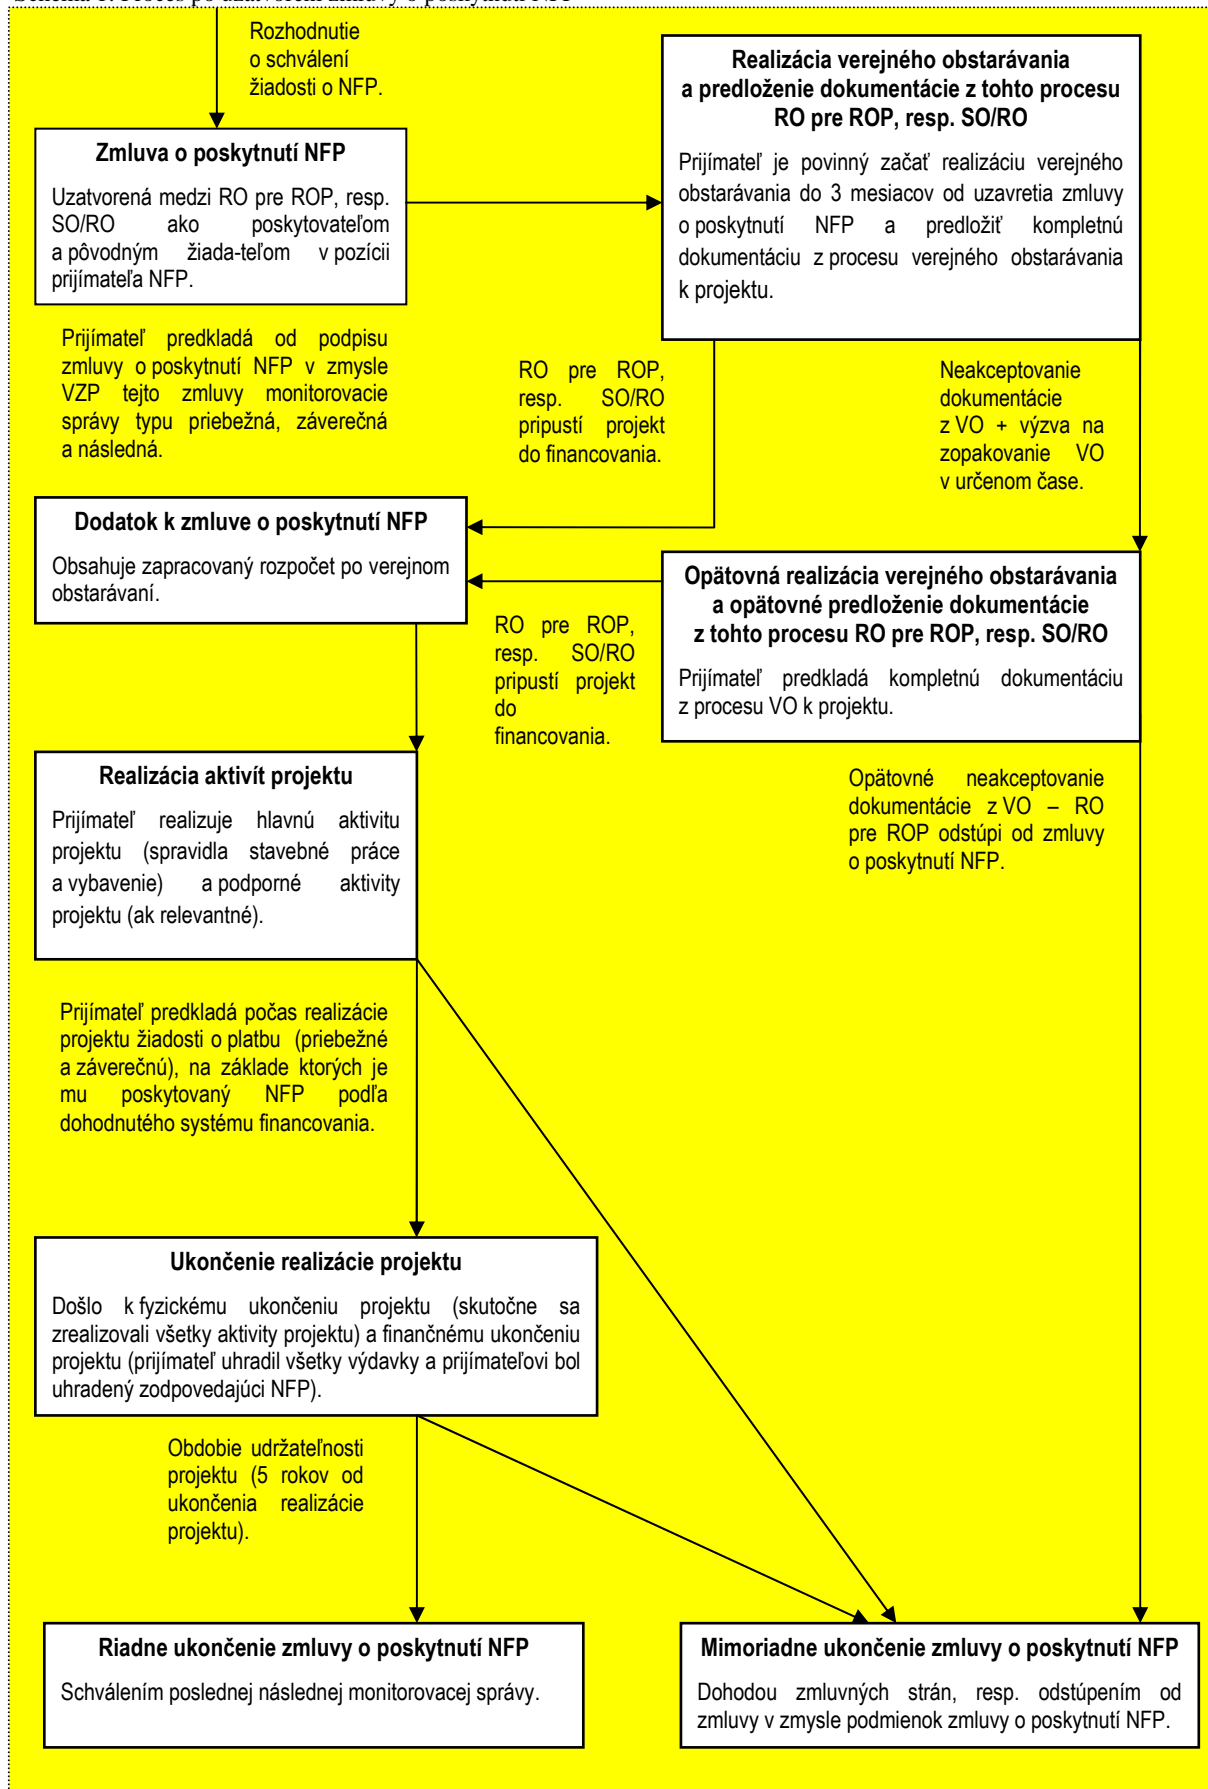 Schéma 1: Proces po uzatvorení zmluvy o poskytnutí NFP
Rozhodnutie
o schválení
žiadosti o NFP.
Zmluva o poskytnutí NFP
Uzatvorená medzi RO pre ROP, resp.
SO/RO ako poskytovateľom
a pôvodným žiada-teľom v pozícii
prijímateľa NFP.
Realizácia verejného obstarávania
a predloženie dokumentácie z tohto procesu
RO pre ROP, resp. SO/RO
Prijímateľ je povinný začať realizáciu verejného
obstarávania do 3 mesiacov od uzavretia zmluvy
o poskytnutí NFP a predložiť kompletnú
dokumentáciu z procesu verejného obstarávania
k projektu.
Prijímateľ predkladá od podpisu
zmluvy o poskytnutí NFP v zmysle
VZP tejto zmluvy monitorovacie
správy typu priebežná, záverečná
a následná.
RO pre ROP,
resp. SO/RO
pripustí projekt
do financovania.
Neakceptovanie
dokumentácie
z VO + výzva na
zopakovanie VO
v určenom čase.
Dodatok k zmluve o poskytnutí NFP
Obsahuje zapracovaný rozpočet po verejnom
obstarávaní.
Opätovná realizácia verejného obstarávania
a opätovné predloženie dokumentácie
z tohto procesu RO pre ROP, resp. SO/RO
Prijímateľ predkladá kompletnú dokumentáciu
z procesu VO k projektu.
RO pre ROP,
resp. SO/RO
pripustí projekt
do
financovania.
Realizácia aktivít projektu
Prijímateľ realizuje hlavnú aktivitu
projektu (spravidla stavebné práce
a vybavenie) a podporné aktivity
projektu (ak relevantné).
Opätovné neakceptovanie
dokumentácie z VO – RO
pre ROP odstúpi od zmluvy
o poskytnutí NFP.
Prijímateľ predkladá počas realizácie
projektu žiadosti o platbu (priebežné
a záverečnú), na základe ktorých je
mu poskytovaný NFP podľa
dohodnutého systému financovania.
Ukončenie realizácie projektu
Došlo k fyzickému ukončeniu projektu (skutočne sa
zrealizovali všetky aktivity projektu) a finančnému ukončeniu
projektu (prijímateľ uhradil všetky výdavky a prijímateľovi bol
uhradený zodpovedajúci NFP).
Obdobie udržateľnosti
projektu (5 rokov od
ukončenia realizácie
projektu).
Riadne ukončenie zmluvy o poskytnutí NFP
Schválením poslednej následnej monitorovacej správy.
Mimoriadne ukončenie zmluvy o poskytnutí NFP
Dohodou zmluvných strán, resp. odstúpením od
zmluvy v zmysle podmienok zmluvy o poskytnutí NFP.